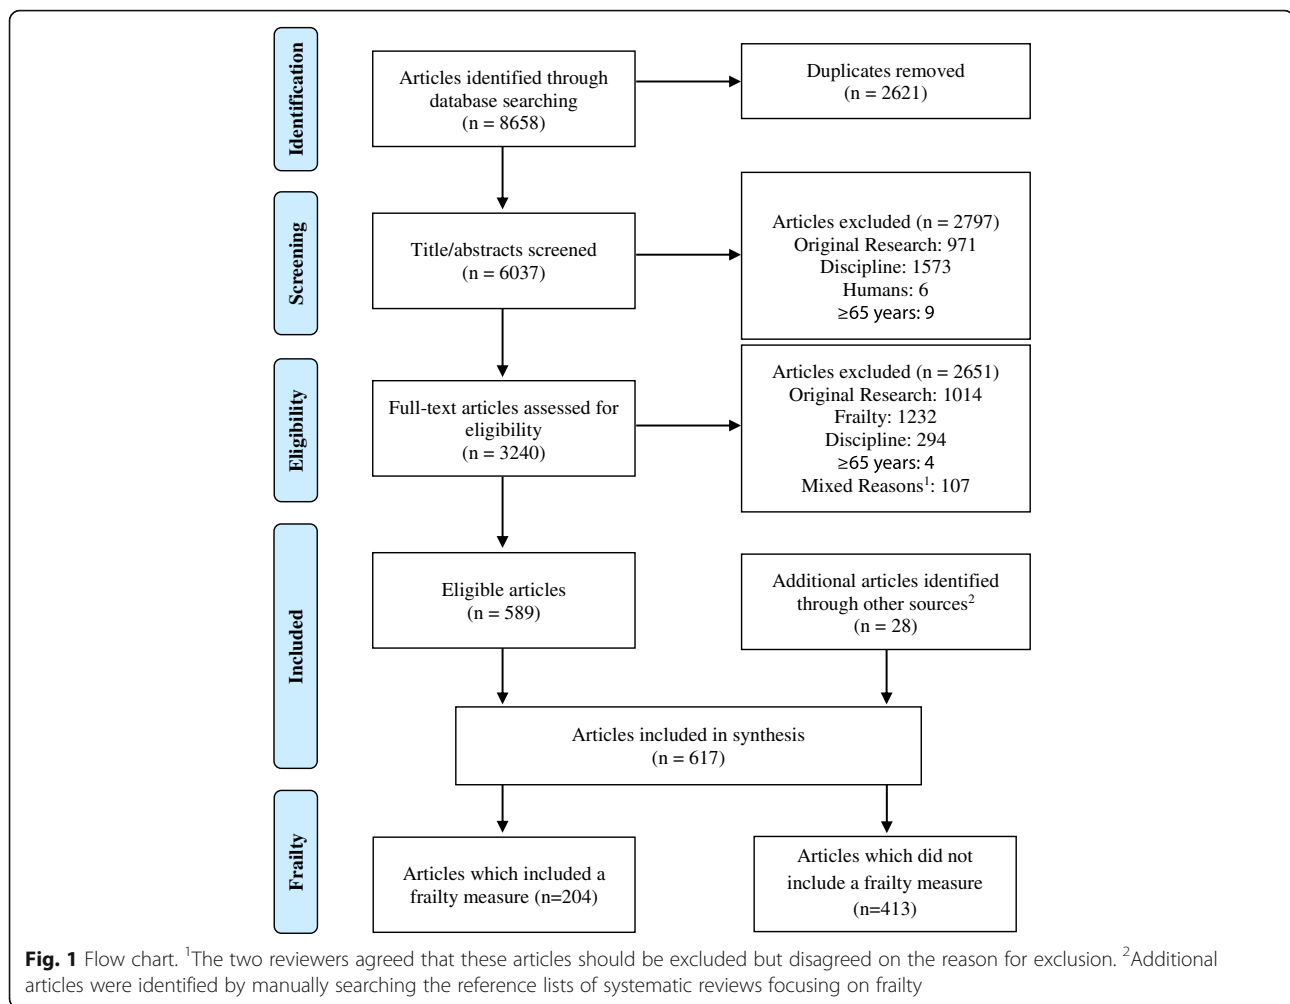 Identification
Articles identified through
database searching
(n = 8658)
Duplicates removed
(n = 2621)
Screening
Title/abstracts screened
(n = 6037)
Articles excluded (n = 2797)
Original Research: 971
Discipline: 1573
Humans: 6
≥65 years: 9
Eligibility
Full-text articles assessed for
eligibility
(n = 3240)
Articles excluded (n = 2651)
Original Research: 1014
Frailty: 1232
Discipline: 294
≥65 years: 4
Mixed Reasons¹: 107
Included
Eligible articles
(n = 589)
Additional articles identified
through other sources²
(n = 28)
Articles included in synthesis
(n = 617)
Frailty
Articles which included a
frailty measure (n=204)
Articles which did not
include a frailty measure
(n=413)
Fig. 1 Flow chart. ¹The two reviewers agreed that these articles should be excluded but disagreed on the reason for exclusion. ²Additional
articles were identified by manually searching the reference lists of systematic reviews focusing on frailty